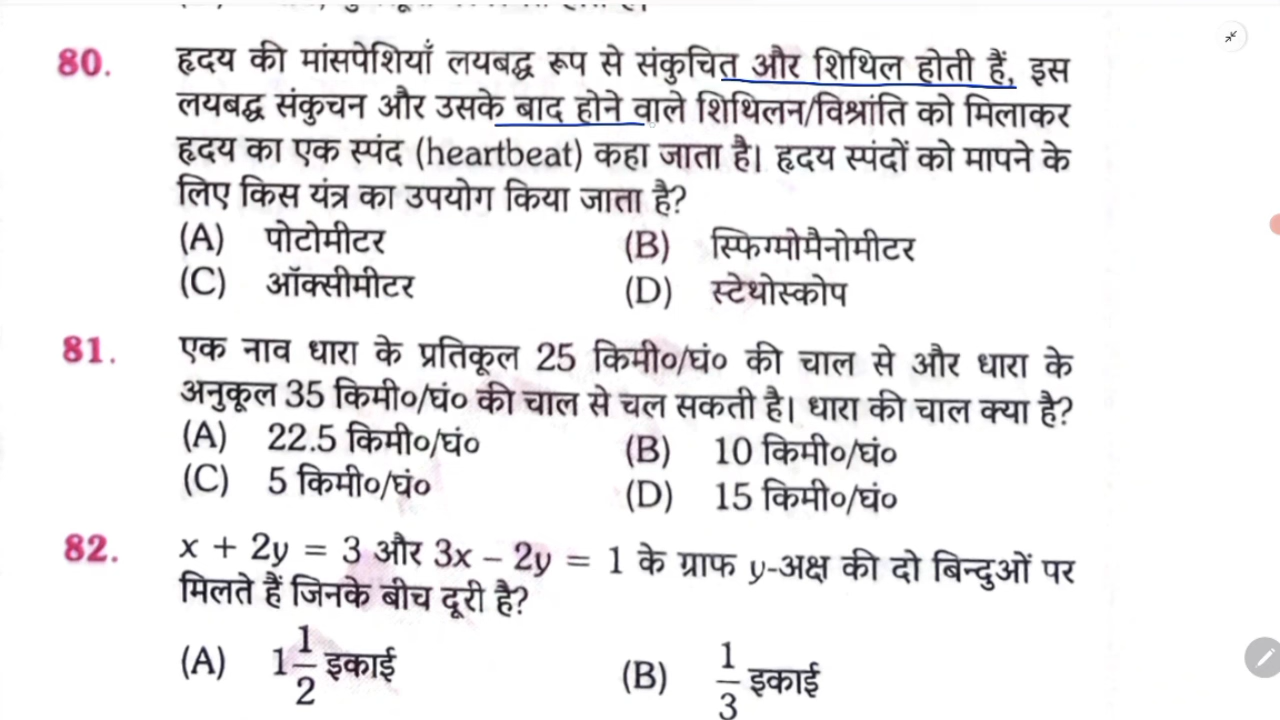 80. हृदय की मांसपेशियाँ लयबद्ध रूप से संकुचित और शिथिल होती हैं, इस
लयबद्ध संकुचन और उसके बाद होने वाले शिथिलन/विश्रांति को मिलाकर
हृदय का एक स्पंद (heartbeat) कहा जाता है। हृदय स्पंदों को मापने के
लिए किस यंत्र का उपयोग किया जाता है?
(A) पोटोमीटर (B) स्फिग्मोमैनोमीटर
(C) ऑक्सीमीटर (D) स्टेथोस्कोप
81. एक नाव धारा के प्रतिकूल 25 किमी०/घं० की चाल से और धारा के
अनुकूल 35 किमी०/घं० की चाल से चल सकती है। धारा की चाल क्या है?
(A) 22.5 किमी०/घं० (B) 10 किमी०/घं०
(C) 5 किमी०/घं० (D) 15 किमी०/घं०
82. x + 2y = 3 और 3x – 2y = 1 के ग्राफ y-अक्ष की दो बिन्दुओं पर
मिलते हैं जिनके बीच दूरी है?
(A) 1 1/2 इकाई (B) 1/3 इकाई